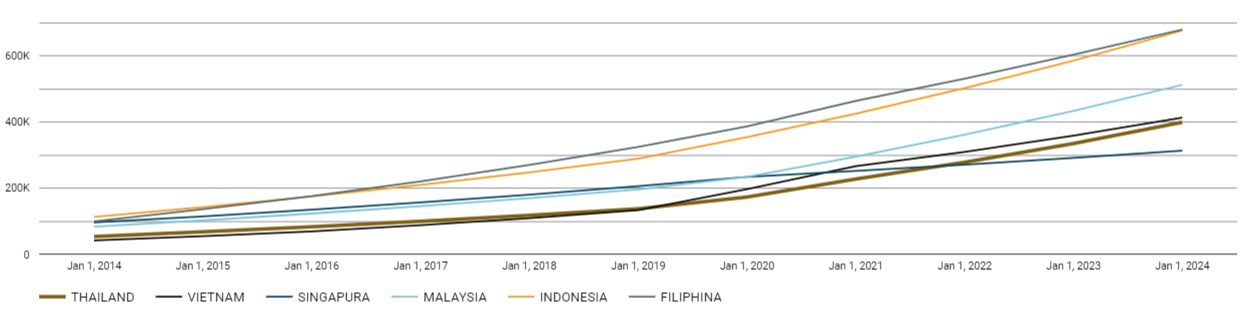 600K
400K
200K
0
Jan 1, 2014 Jan 1, 2015 Jan 1, 2016 Jan 1, 2017 Jan 1, 2018 Jan 1, 2019 Jan 1, 2020 Jan 1, 2021 Jan 1, 2022 Jan 1, 2023 Jan 1, 2024
THAILAND VIETNAM SINGAPURA MALAYSIA INDONESIA FILIPHINA